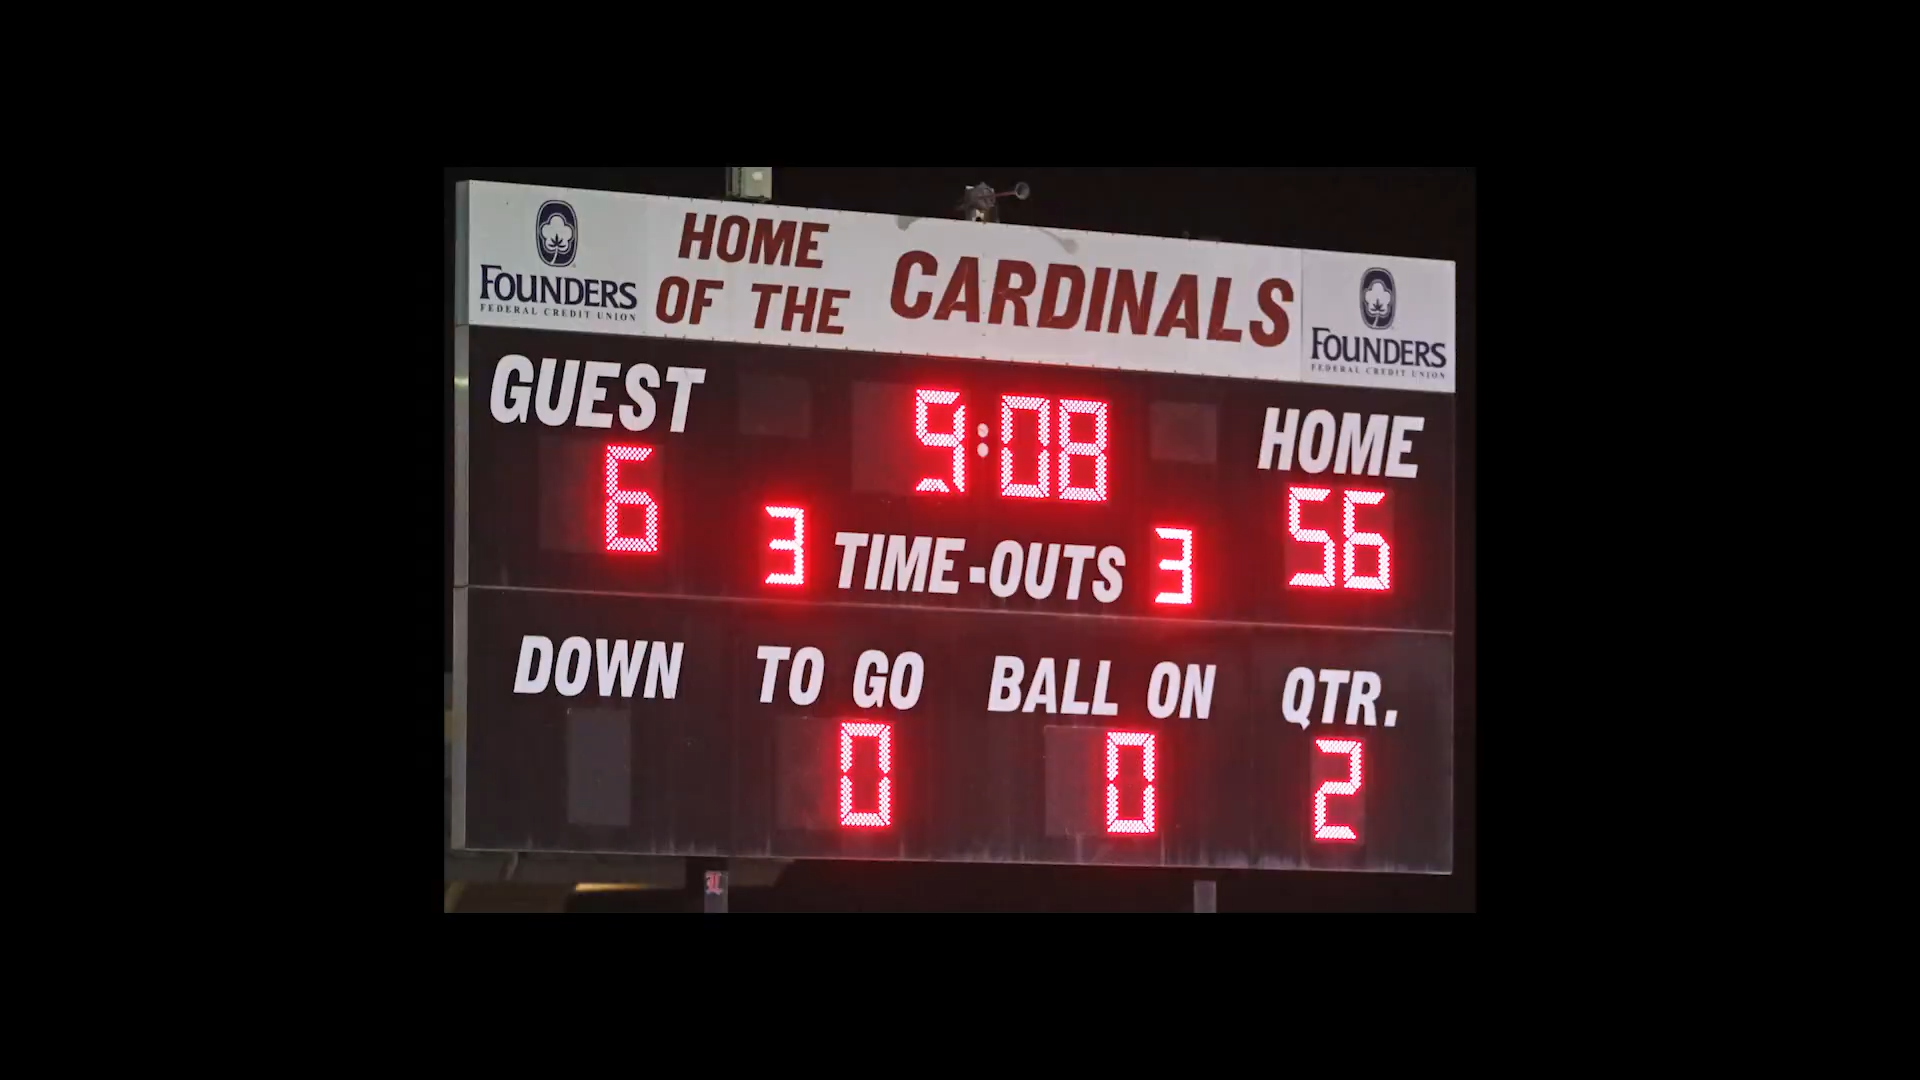 FOUNDERS
FEDERAL CREDIT UNION
HOME
OF THE
CARDINALS
FOUNDERS
FEDERAL CREDIT UNION
GUEST
9:08
HOME
6
3 TIME-OUTS 3
56
DOWN TO GO BALL ON QTR.
0 0 2
L